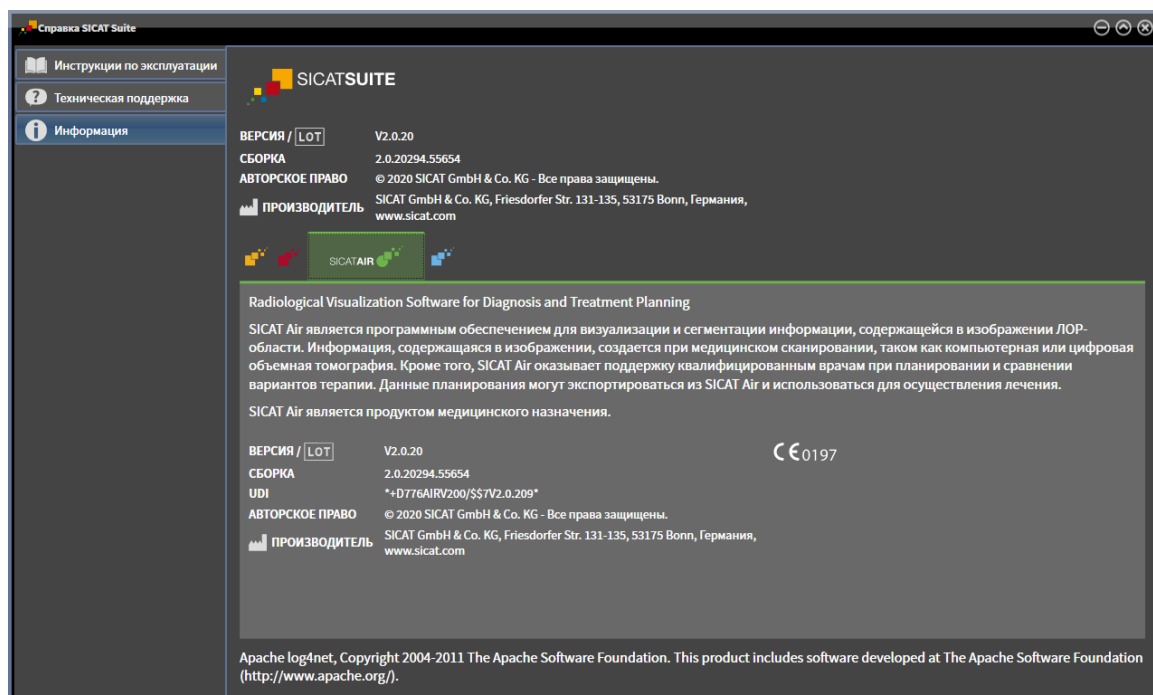 Справка SICAT Suite
Инструкции по эксплуатации
Техническая поддержка
Информация
SICATSUITE
ВЕРСИЯ / LOT V2.0.20
СБОРКА 2.0.20294.55654
АВТОРСКОЕ ПРАВО © 2020 SICAT GmbH & Co. KG - Все права защищены.
ПРОИЗВОДИТЕЛЬ SICAT GmbH & Co. KG, Friesdorfer Str. 131-135, 53175 Bonn, Германия,
www.sicat.com
SICATAIR
Radiological Visualization Software for Diagnosis and Treatment Planning
SICAT Air является программным обеспечением для визуализации и сегментации информации, содержащейся в изображении ЛОР-
области. Информация, содержащаяся в изображении, создается при медицинском сканировании, таком как компьютерная или цифровая
объемная томография. Кроме того, SICAT Air оказывает поддержку квалифицированным врачам при планировании и сравнении
вариантов терапии. Данные планирования могут экспортироваться из SICAT Air и использоваться для осуществления лечения.
SICAT Air является продуктом медицинского назначения.
ВЕРСИЯ / LOT V2.0.20 CE0197
СБОРКА 2.0.20294.55654
UDI *+D776AIRV200/$$7V2.0.209*
АВТОРСКОЕ ПРАВО © 2020 SICAT GmbH & Co. KG - Все права защищены.
ПРОИЗВОДИТЕЛЬ SICAT GmbH & Co. KG, Friesdorfer Str. 131-135, 53175 Bonn, Германия,
www.sicat.com
Apache log4net, Copyright 2004-2011 The Apache Software Foundation. This product includes software developed at The Apache Software Foundation
(http://www.apache.org/).